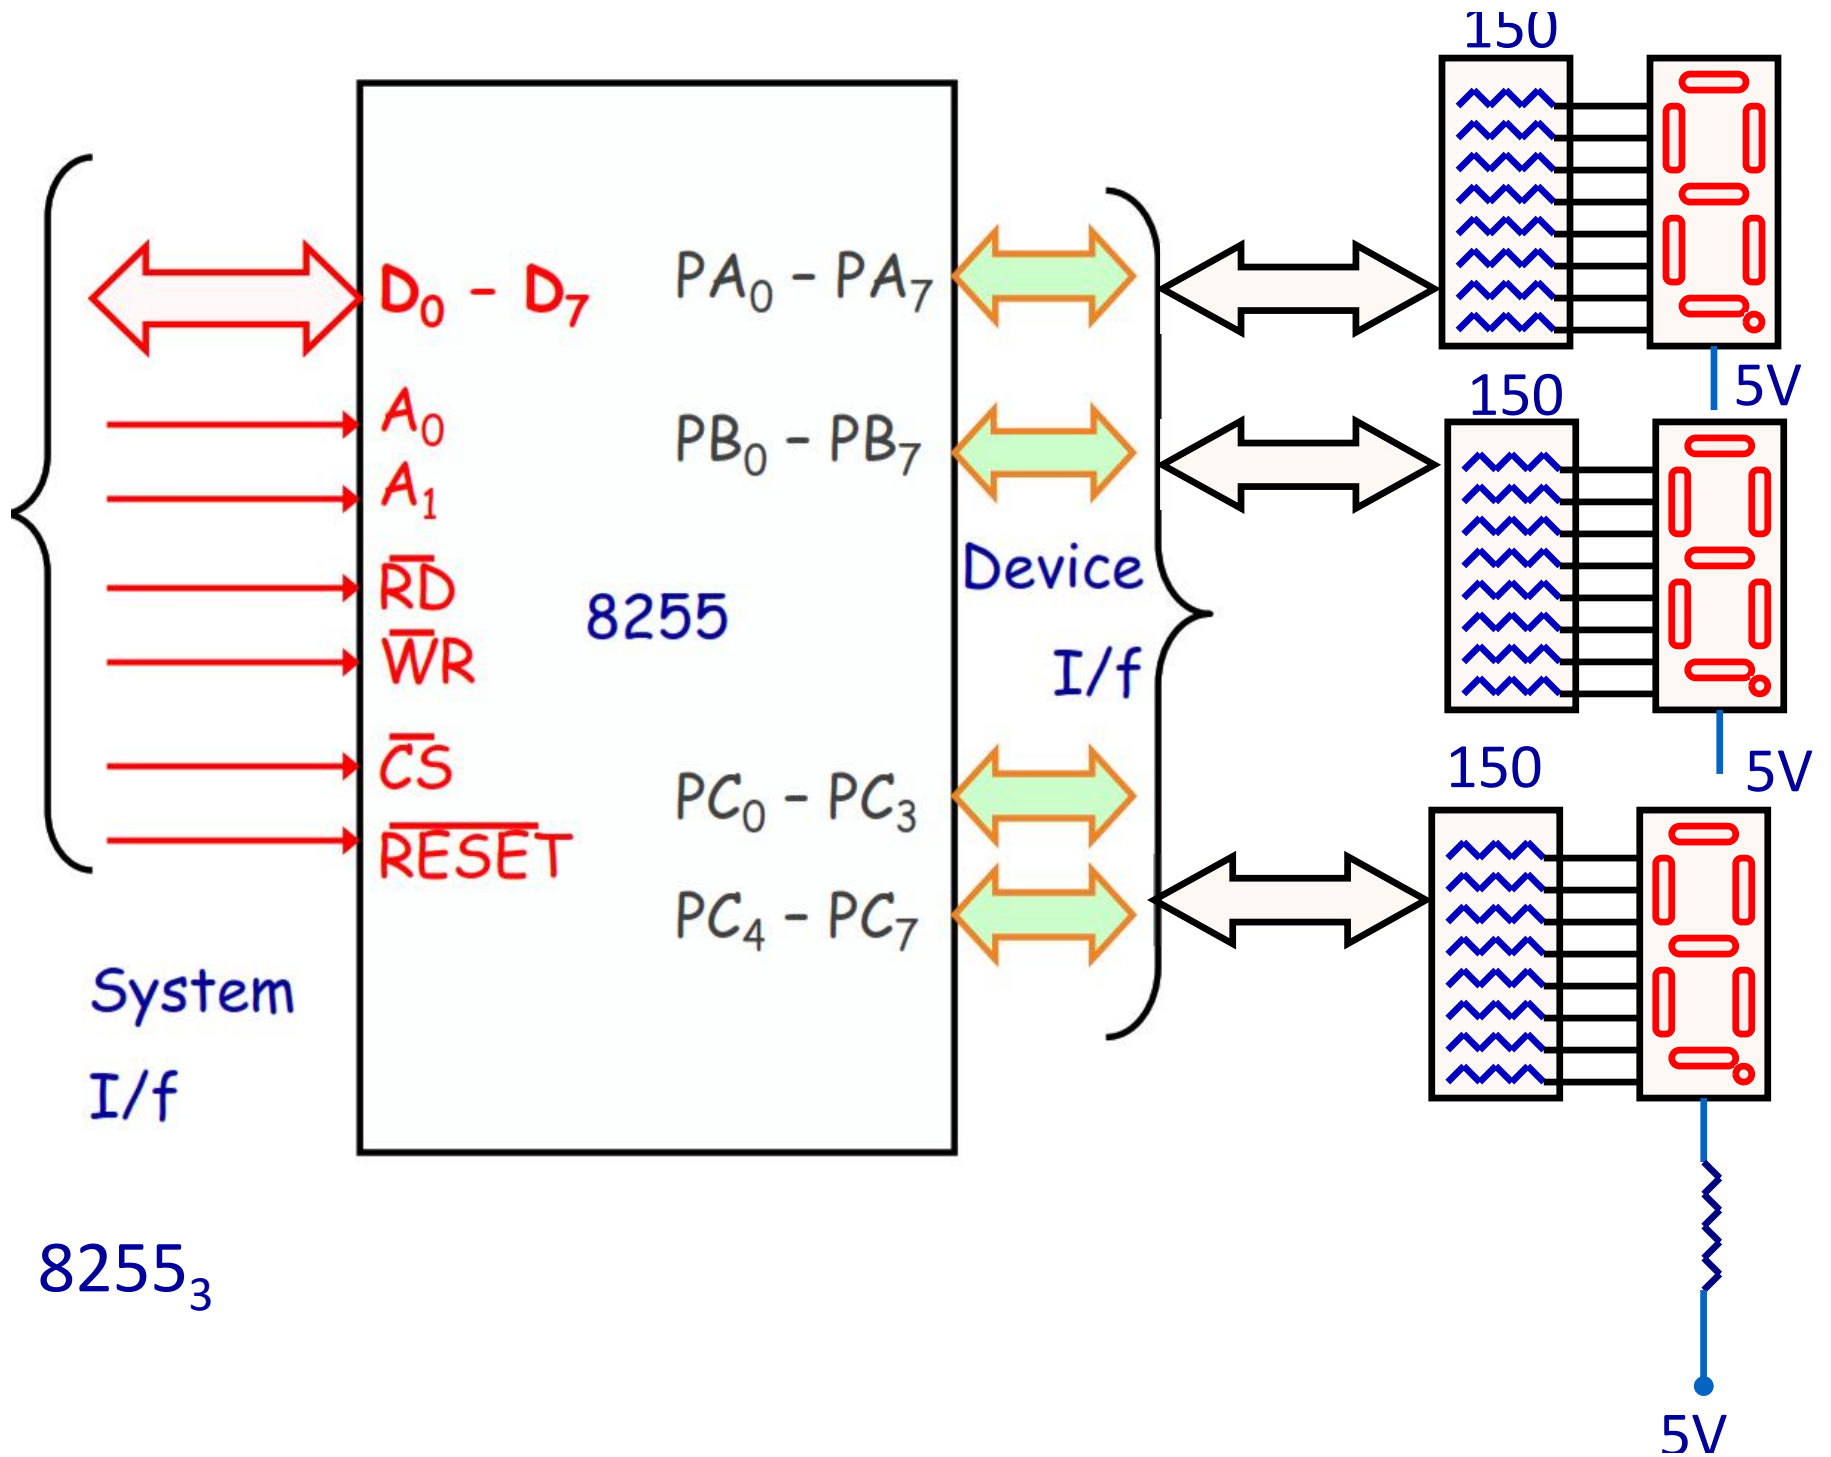 150
D0 - D7
PA0 - PA7
5V
A0
150
PB0 - PB7
A1
Device
RD
8255
WR
I/f
CS
PC0 - PC3
150
5V
RESET
PC4 - PC7
System
I/f
82553
5V